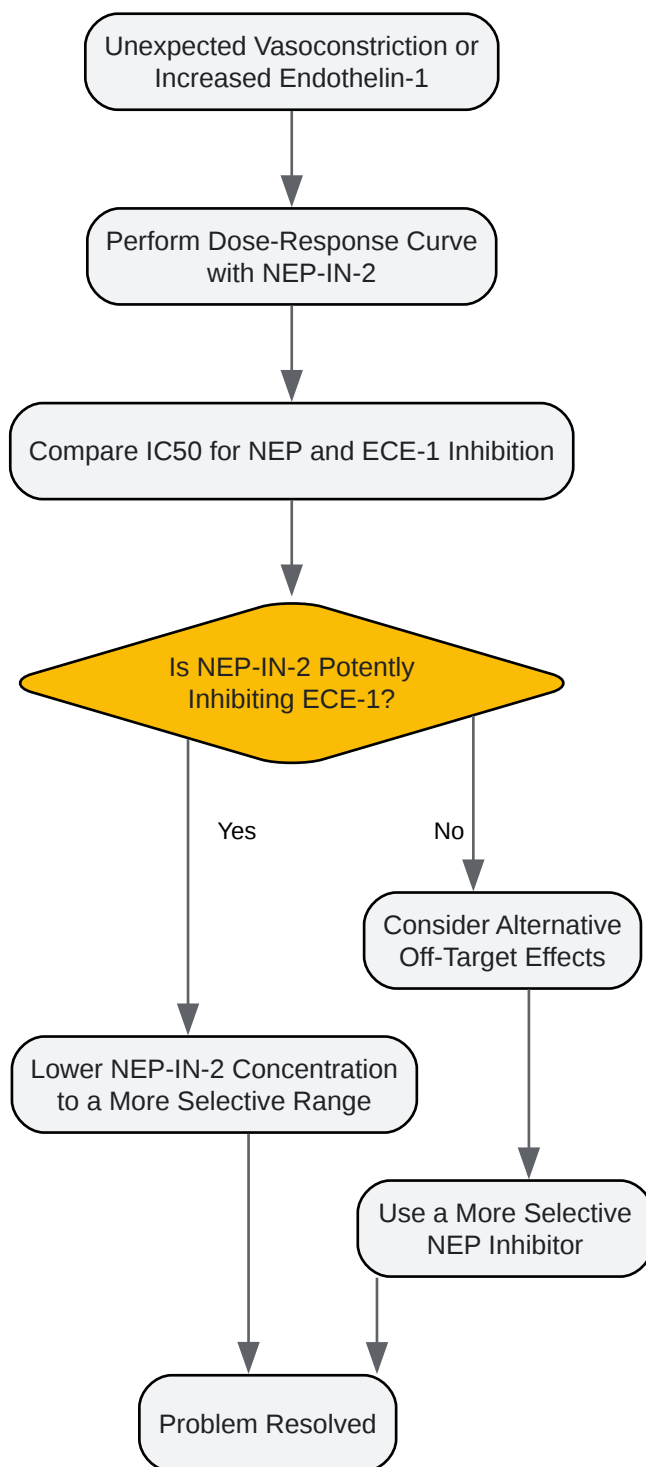 Unexpected Vasoconstriction or
Increased Endothelin-1
Perform Dose-Response Curve
with NEP-IN-2
Compare IC50 for NEP and ECE-1 Inhibition
Is NEP-IN-2 Potently
Inhibiting ECE-1?
Yes
No
Consider Alternative
Off-Target Effects
Lower NEP-IN-2 Concentration
to a More Selective Range
Use a More Selective
NEP Inhibitor
Problem Resolved